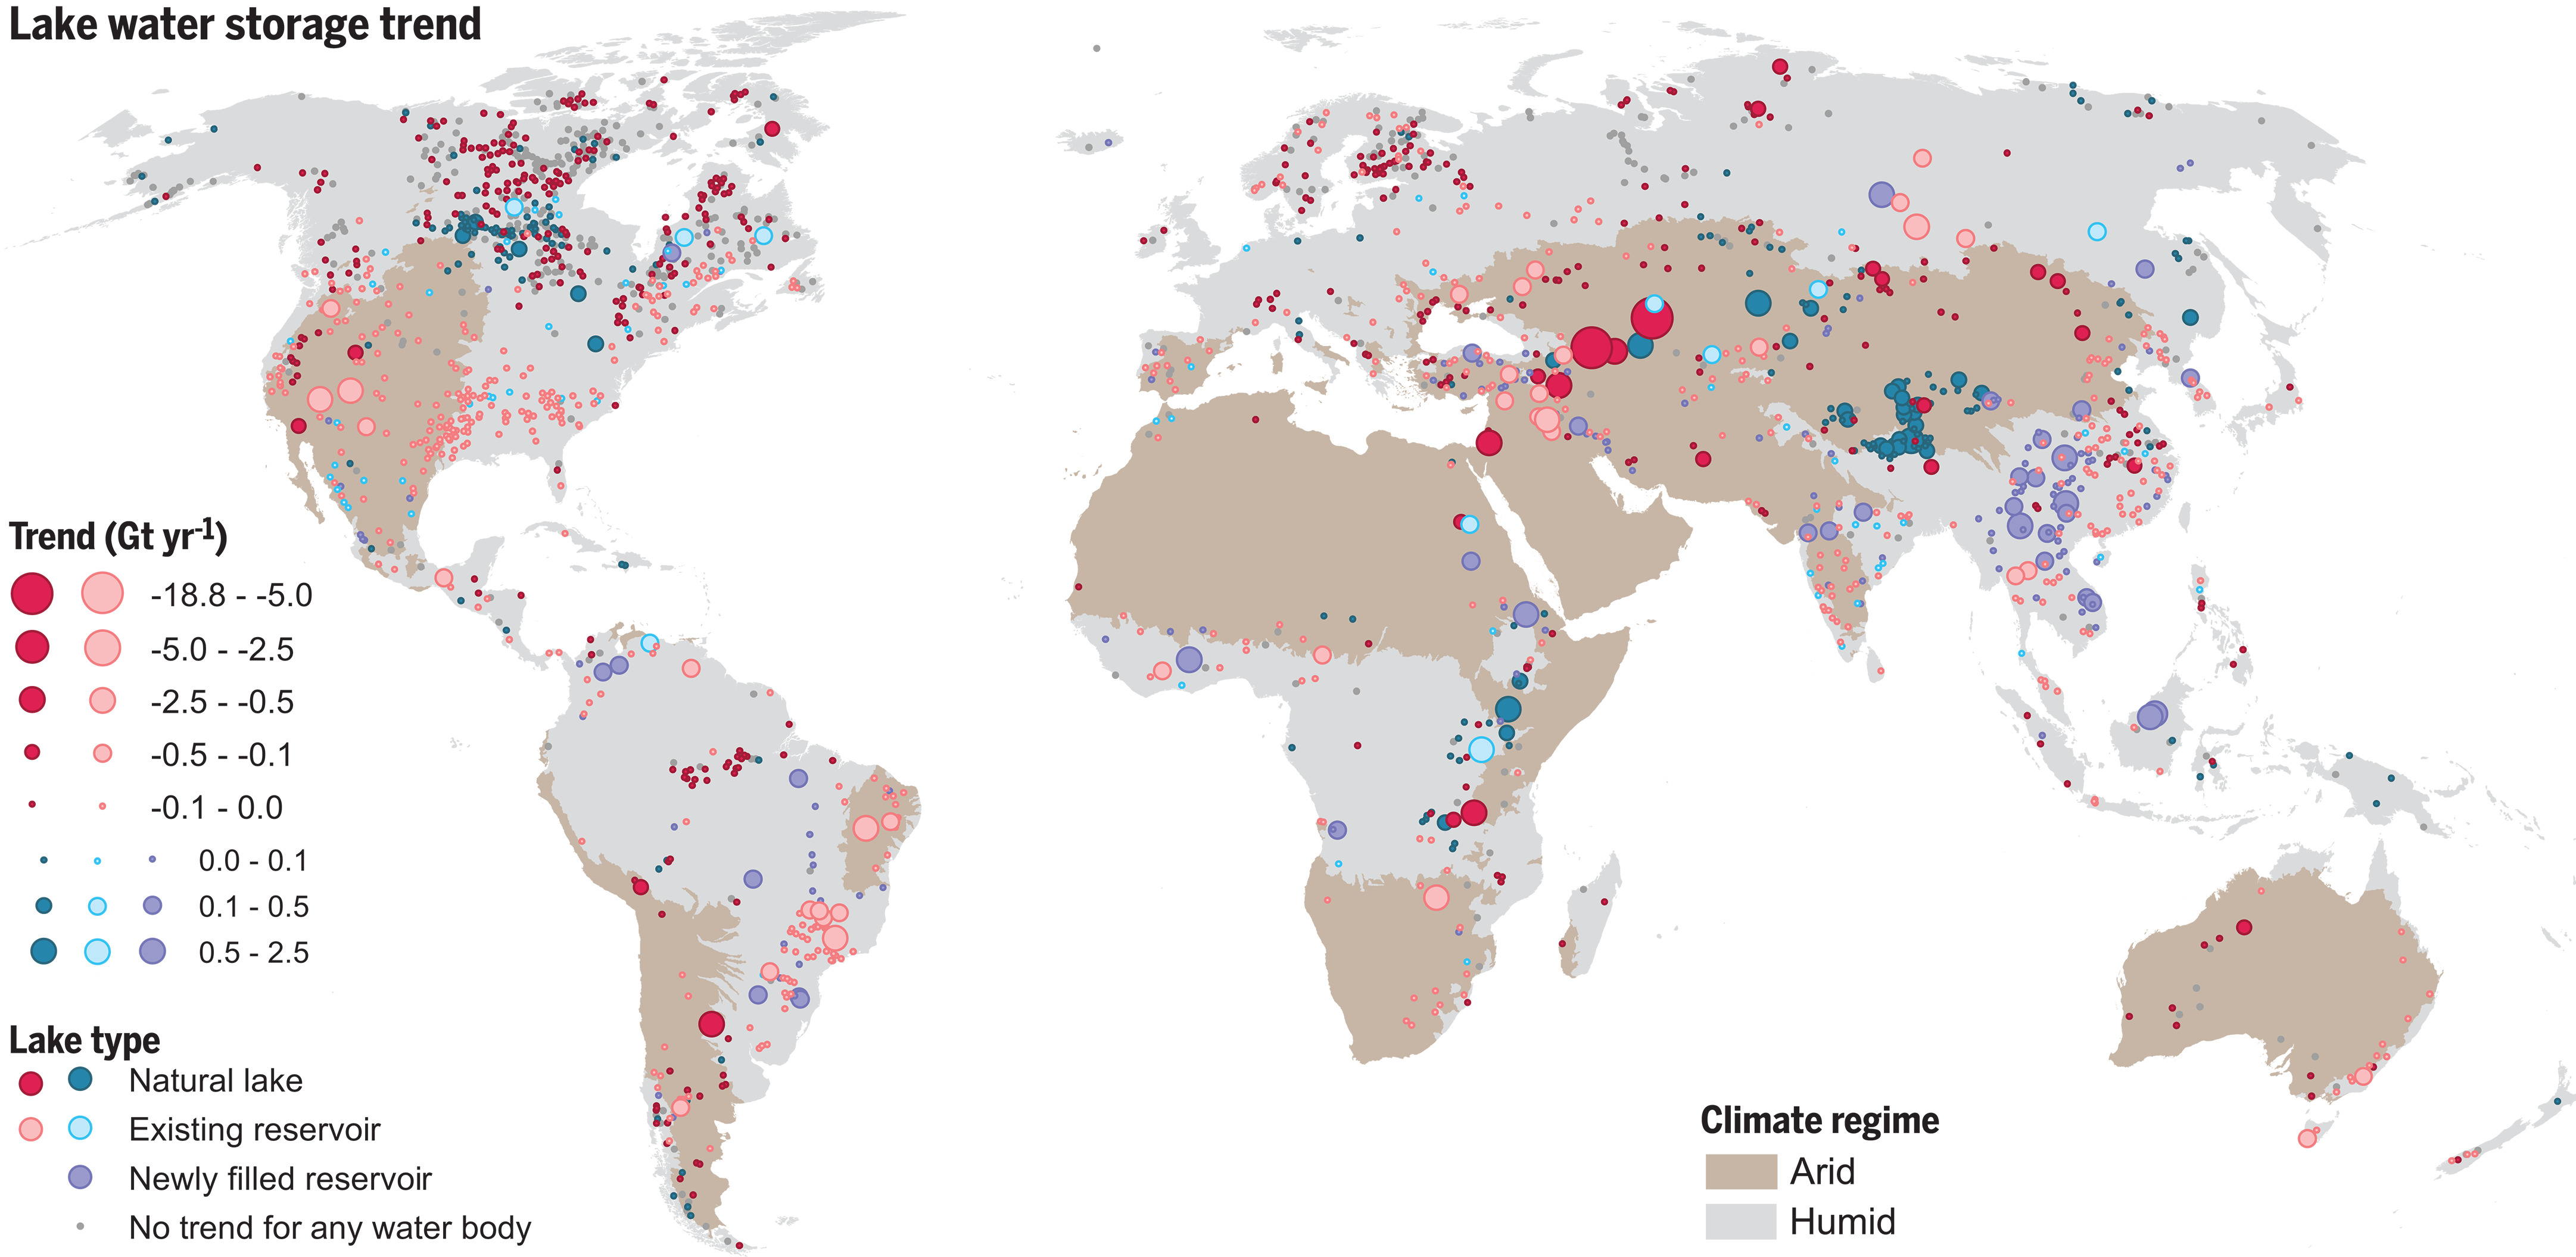 Lake water storage trend
Trend (Gt yr-1)
-18.8 - -5.0
-5.0 - -2.5
-2.5 - -0.5
-0.5 - -0.1
-0.1 - 0.0
0.0 - 0.1
0.1 - 0.5
0.5 - 2.5
Lake type
Natural lake
Existing reservoir
Newly filled reservoir
No trend for any water body
Climate regime
Arid
Humid